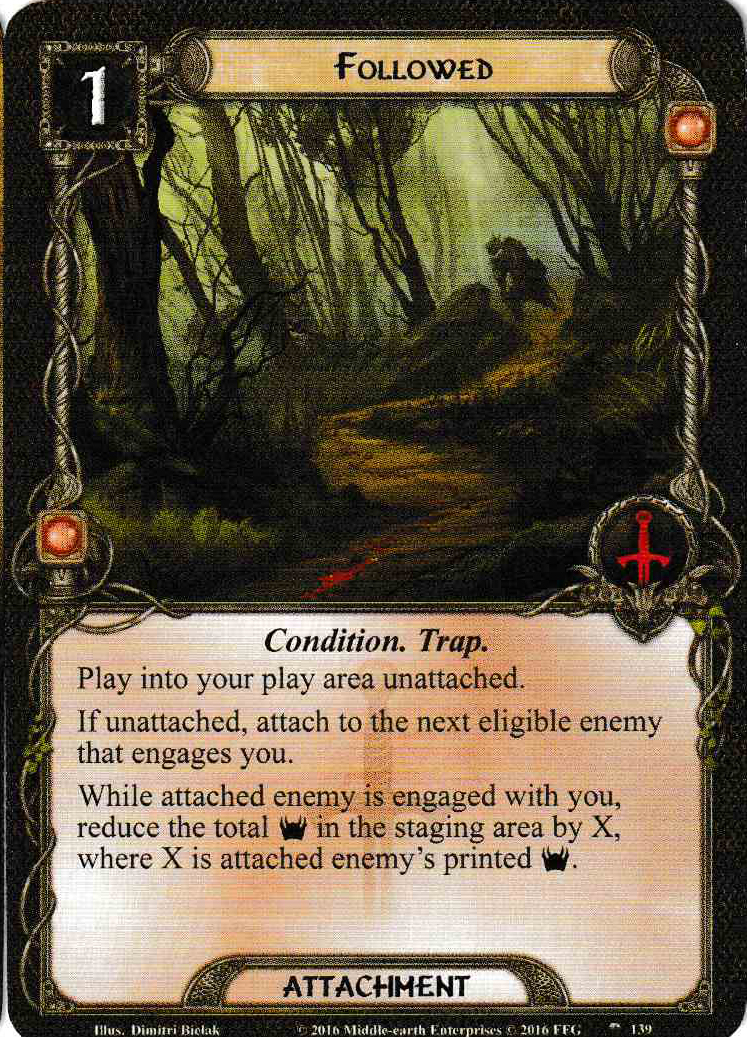 FOLLOWED
1
Condition. Trap.
Play into your play area unattached.
If unattached, attach to the next eligible enemy
that engages you.
While attached enemy is engaged with you,
reduce the total in the staging area by X,
where X is attached enemy's printed .
ATTACHMENT
Illus. Dimitri Bielak © 2016 Middle-earth Enterprises © 2016 FFG 139